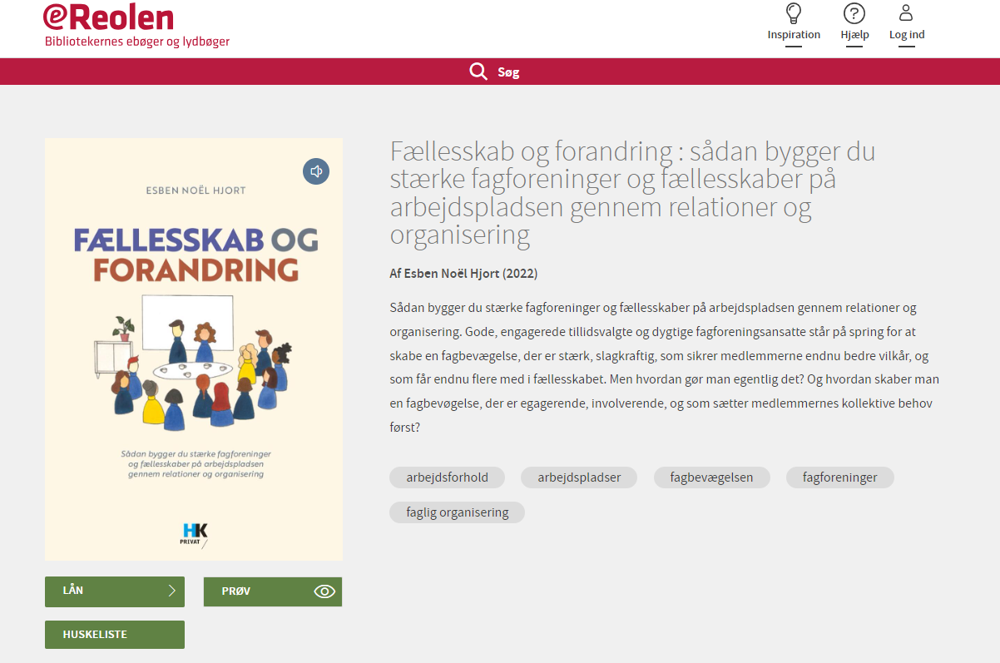 eReolen
Bibliotekernes ebøger og lydbøger
Inspiration
Hjælp
Log ind
Søg
ESBEN NOËL HJORT
FÆLLESSKAB OG
FORANDRING
Sådan bygger du stærke fagforeninger
og fællesskaber på arbejdspladsen
gennem relationer og organisering
HK
PRIVAT
LÅN
PRØV
HUSKELISTE
Fællesskab og forandring : sådan bygger du
stærke fagforeninger og fællesskaber på
arbejdspladsen gennem relationer og
organisering
Af Esben Noël Hjort (2022)
Sådan bygger du stærke fagforeninger og fællesskaber på arbejdspladsen gennem relationer og
organisering. Gode, engagerede tillidsvalgte og dygtige fagforeningsansatte står på spring for at
skabe en fagbevægelse, der er stærk, slagkraftig, som sikrer medlemmerne endnu bedre vilkår, og
som får endnu flere med i fællesskabet. Men hvordan gør man egentlig det? Og hvordan skaber man
en fagbevøgelse, der er egagerende, involverende, og som sætter medlemmernes kollektive behov
først?
arbejdsforhold
arbejdspladser
fagbevægelsen
fagforeninger
faglig organisering